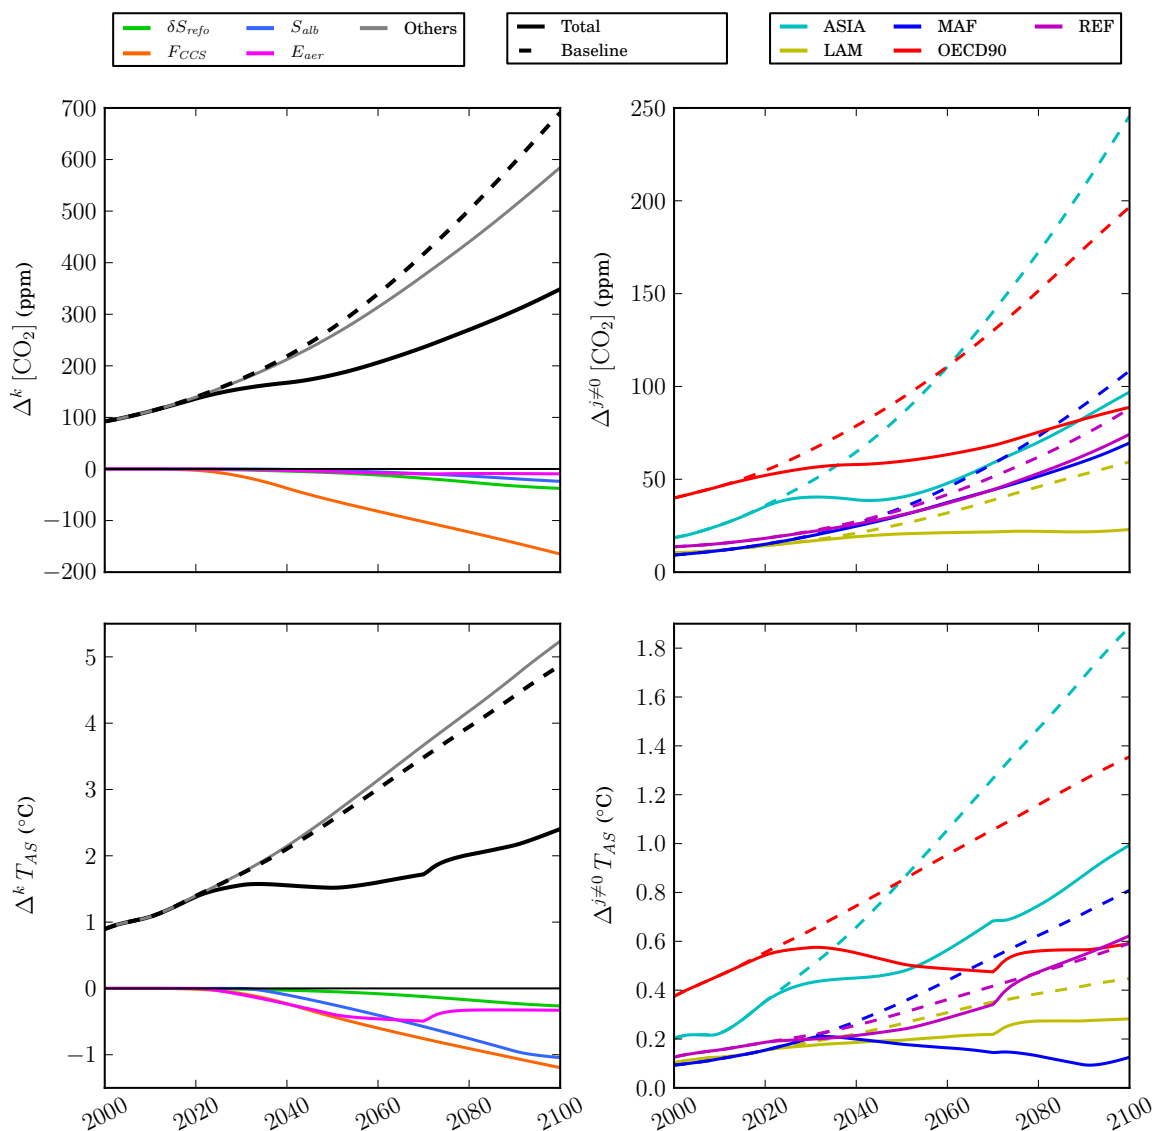 δS_refo S_alb Others
F_CCS E_aer
Total
Baseline
ASIA MAF REF
LAM OECD90
Δ^k [CO₂] (ppm)
700
600
500
400
300
200
100
0
−100
−200
Δ^{j≠0} [CO₂] (ppm)
250
200
150
100
50
0
Δ^k T_AS (°C)
5
4
3
2
1
0
−1
2000 2020 2040 2060 2080 2100
Δ^{j≠0} T_AS (°C)
1.8
1.6
1.4
1.2
1.0
0.8
0.6
0.4
0.2
0.0
2000 2020 2040 2060 2080 2100